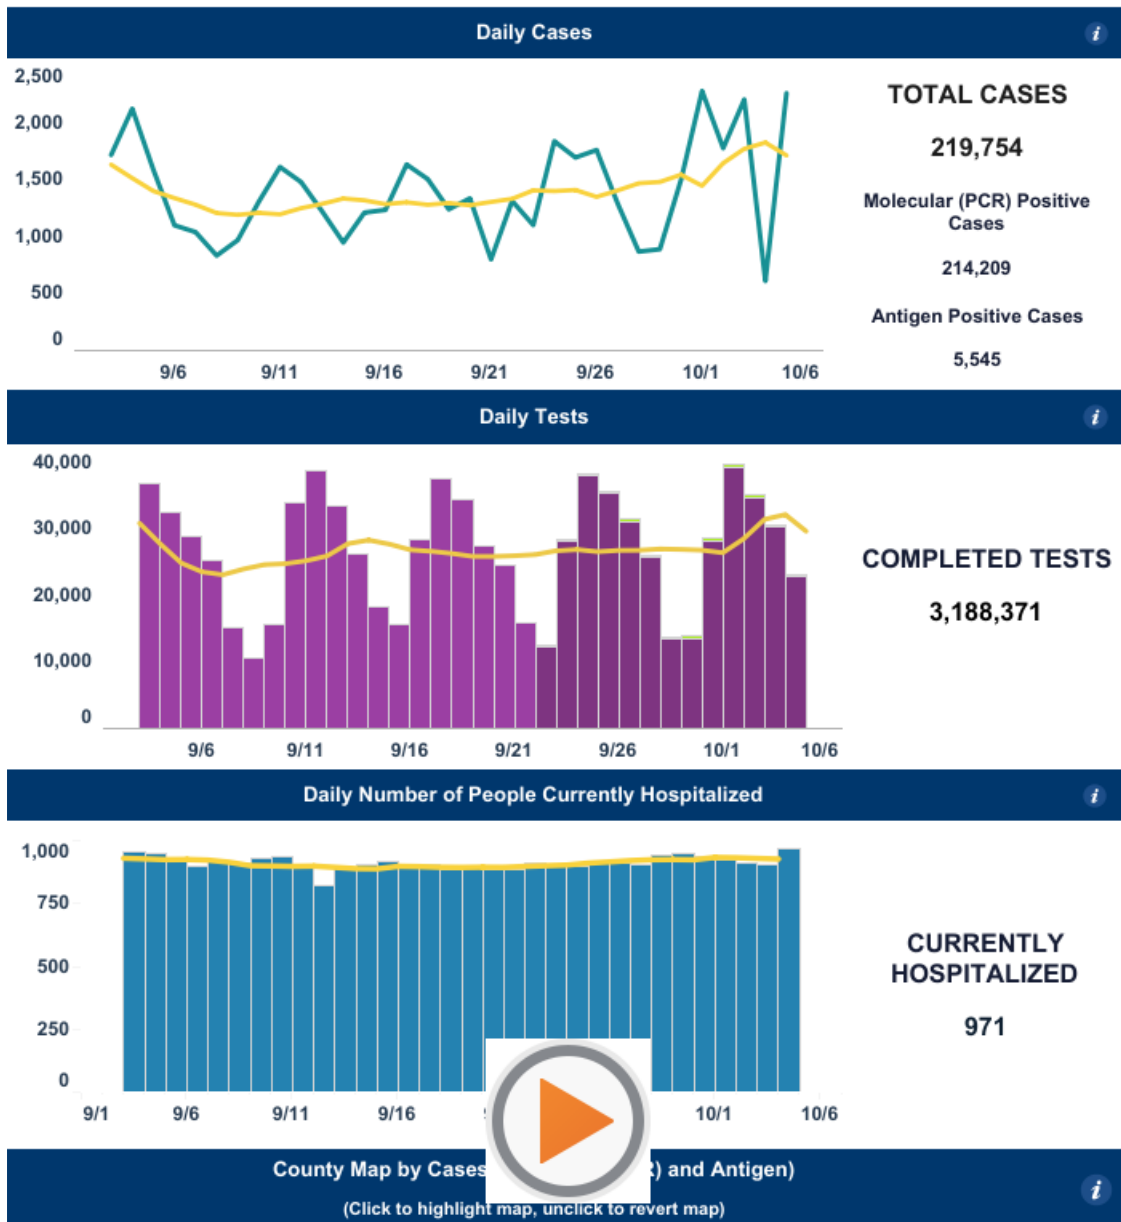 Daily Cases
i
2,500
2,000
1,500
1,000
500
0
9/6 9/11 9/16 9/21 9/26 10/1 10/6
TOTAL CASES
219,754
Molecular (PCR) Positive
Cases
214,209
Antigen Positive Cases
5,545
Daily Tests
i
40,000
30,000
20,000
10,000
0
9/6 9/11 9/16 9/21 9/26 10/1 10/6
COMPLETED TESTS
3,188,371
Daily Number of People Currently Hospitalized
i
1,000
750
500
250
0
9/1 9/6 9/11 9/16 10/1 10/6
CURRENTLY
HOSPITALIZED
971
County Map by Cases ) and Antigen)
i
(Click to highlight map, unclick to revert map)